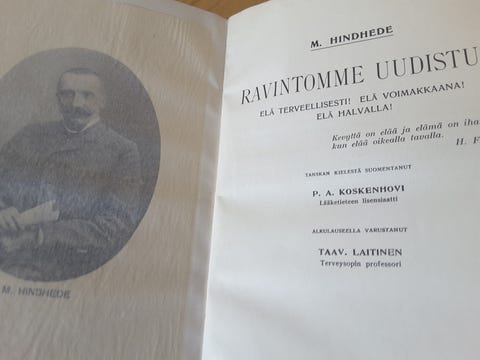 M. HINDHEDE
M. HINDHEDE
RAVINTOMME UUDISTU
ELÄ TERVEELLISESTI! ELÄ VOIMAKKAANA!
ELÄ HALVALLA!
Kevyttä on elää ja elämä on iha
kun elää oikealla tavalla.
H. F
TANSKAN KIELESTÄ SUOMENTANUT
P. A. KOSKENHOVI
Lääketieteen lisensiaatti
ALKULAUSEELLA VARUSTANUT
TAAV. LAITINEN
Terveysopin professori